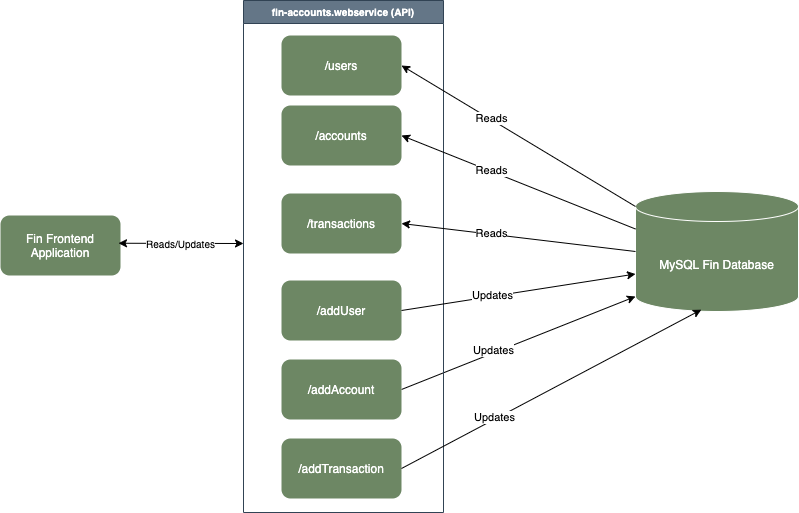 fin-accounts.webservice (API)
/users
Reads
/accounts
Reads
/transactions
Reads
Fin Frontend
Application
Reads/Updates
MySQL Fin Database
/addUser
Updates
/addAccount
Updates
/addTransaction
Updates